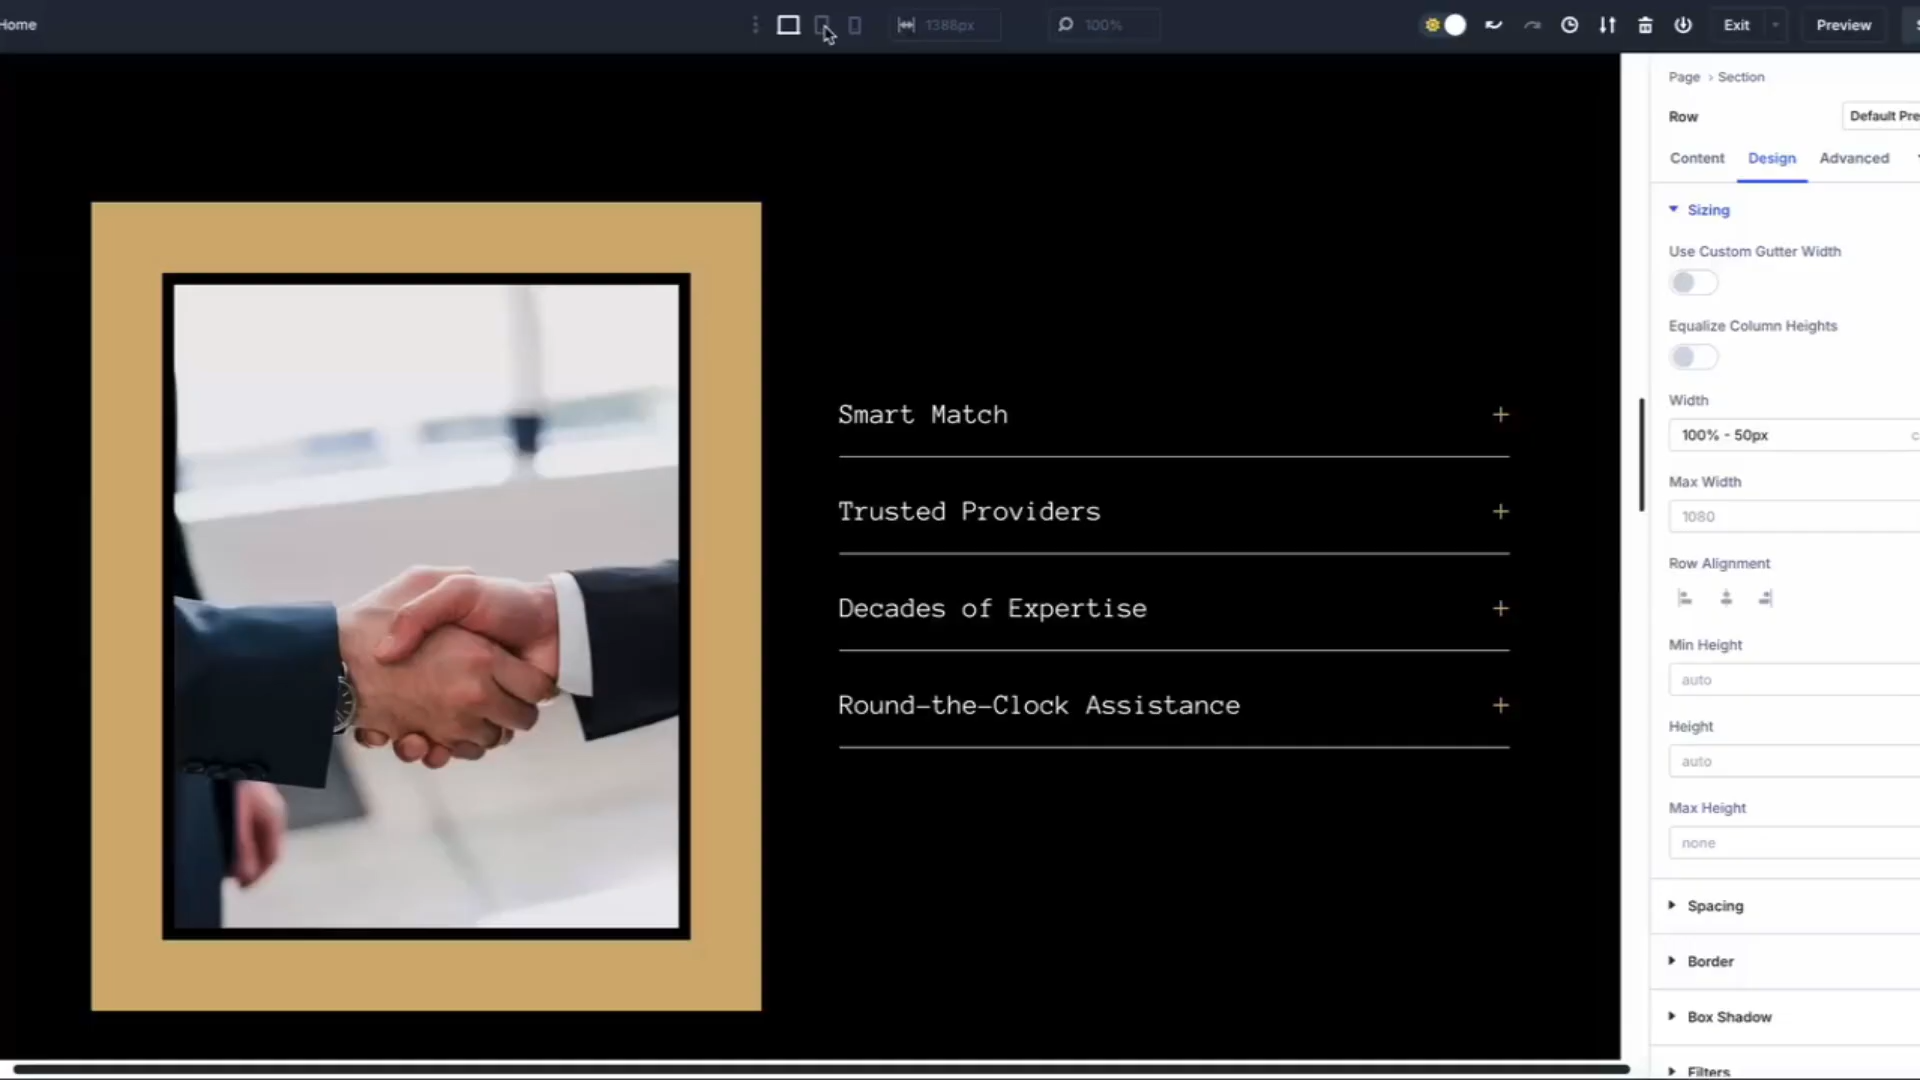 Home
1388px
100%
Exit
Preview
Page > Section
Row
Default Pre
Content
Design
Advanced
Sizing
Use Custom Gutter Width
Equalize Column Heights
Width
100% - 50px
Max Width
1080
Row Alignment
Min Height
auto
Height
auto
Max Height
none
Spacing
Border
Box Shadow
Filters
Smart Match
+
Trusted Providers
+
Decades of Expertise
+
Round-the-Clock Assistance
+